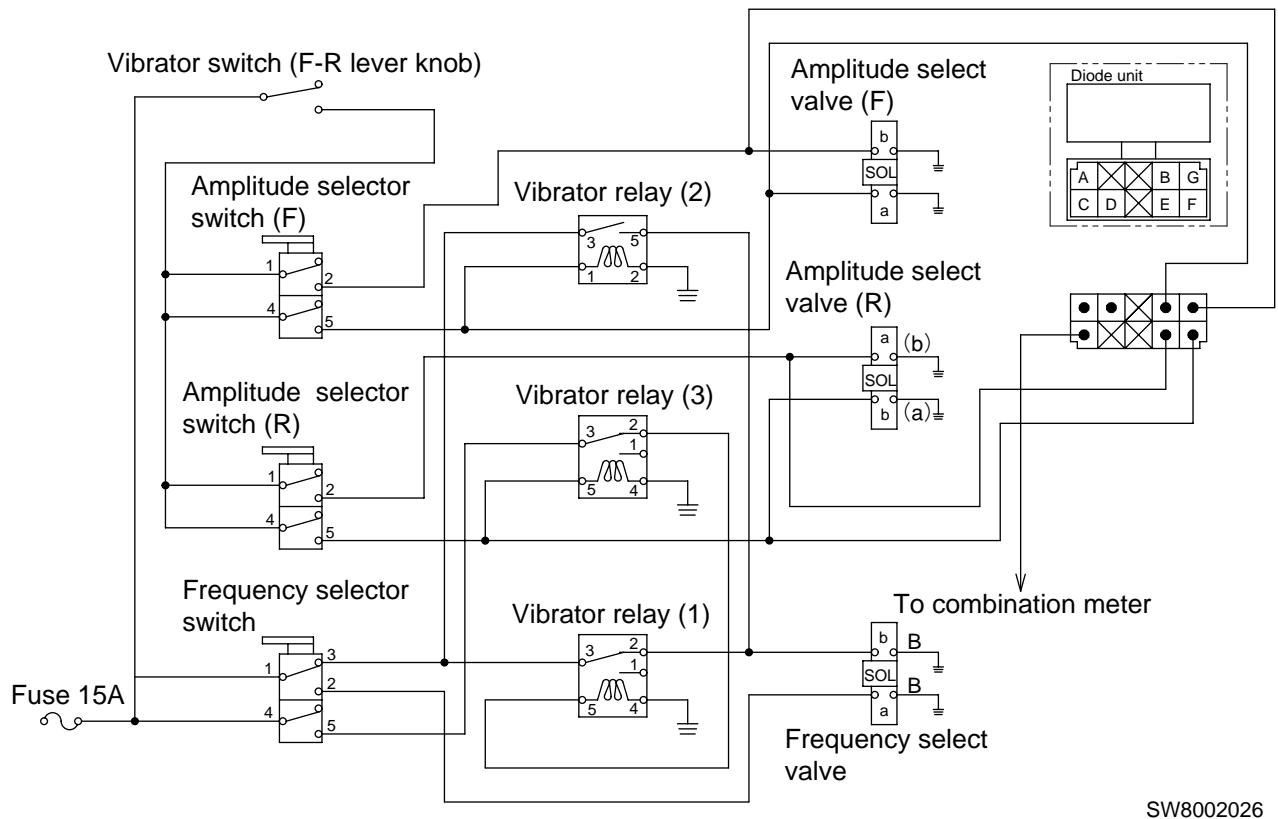 Vibrator switch (F-R lever knob)
Amplitude select
valve (F)
b
SOL
a
Diode unit
A B G
C D E F
Amplitude selector
switch (F)
1
2
4
5
Vibrator relay (2)
3 5
1 2
Amplitude select
valve (R)
a (b)
SOL
b (a)
Amplitude selector
switch (R)
1
2
4
5
Vibrator relay (3)
3 2
1
5 4
To combination meter
Frequency selector
switch
3
1
2
4
5
Vibrator relay (1)
3 2
1
5 4
b B
SOL
B
a
Fuse 15A
Frequency select
valve
SW8002026